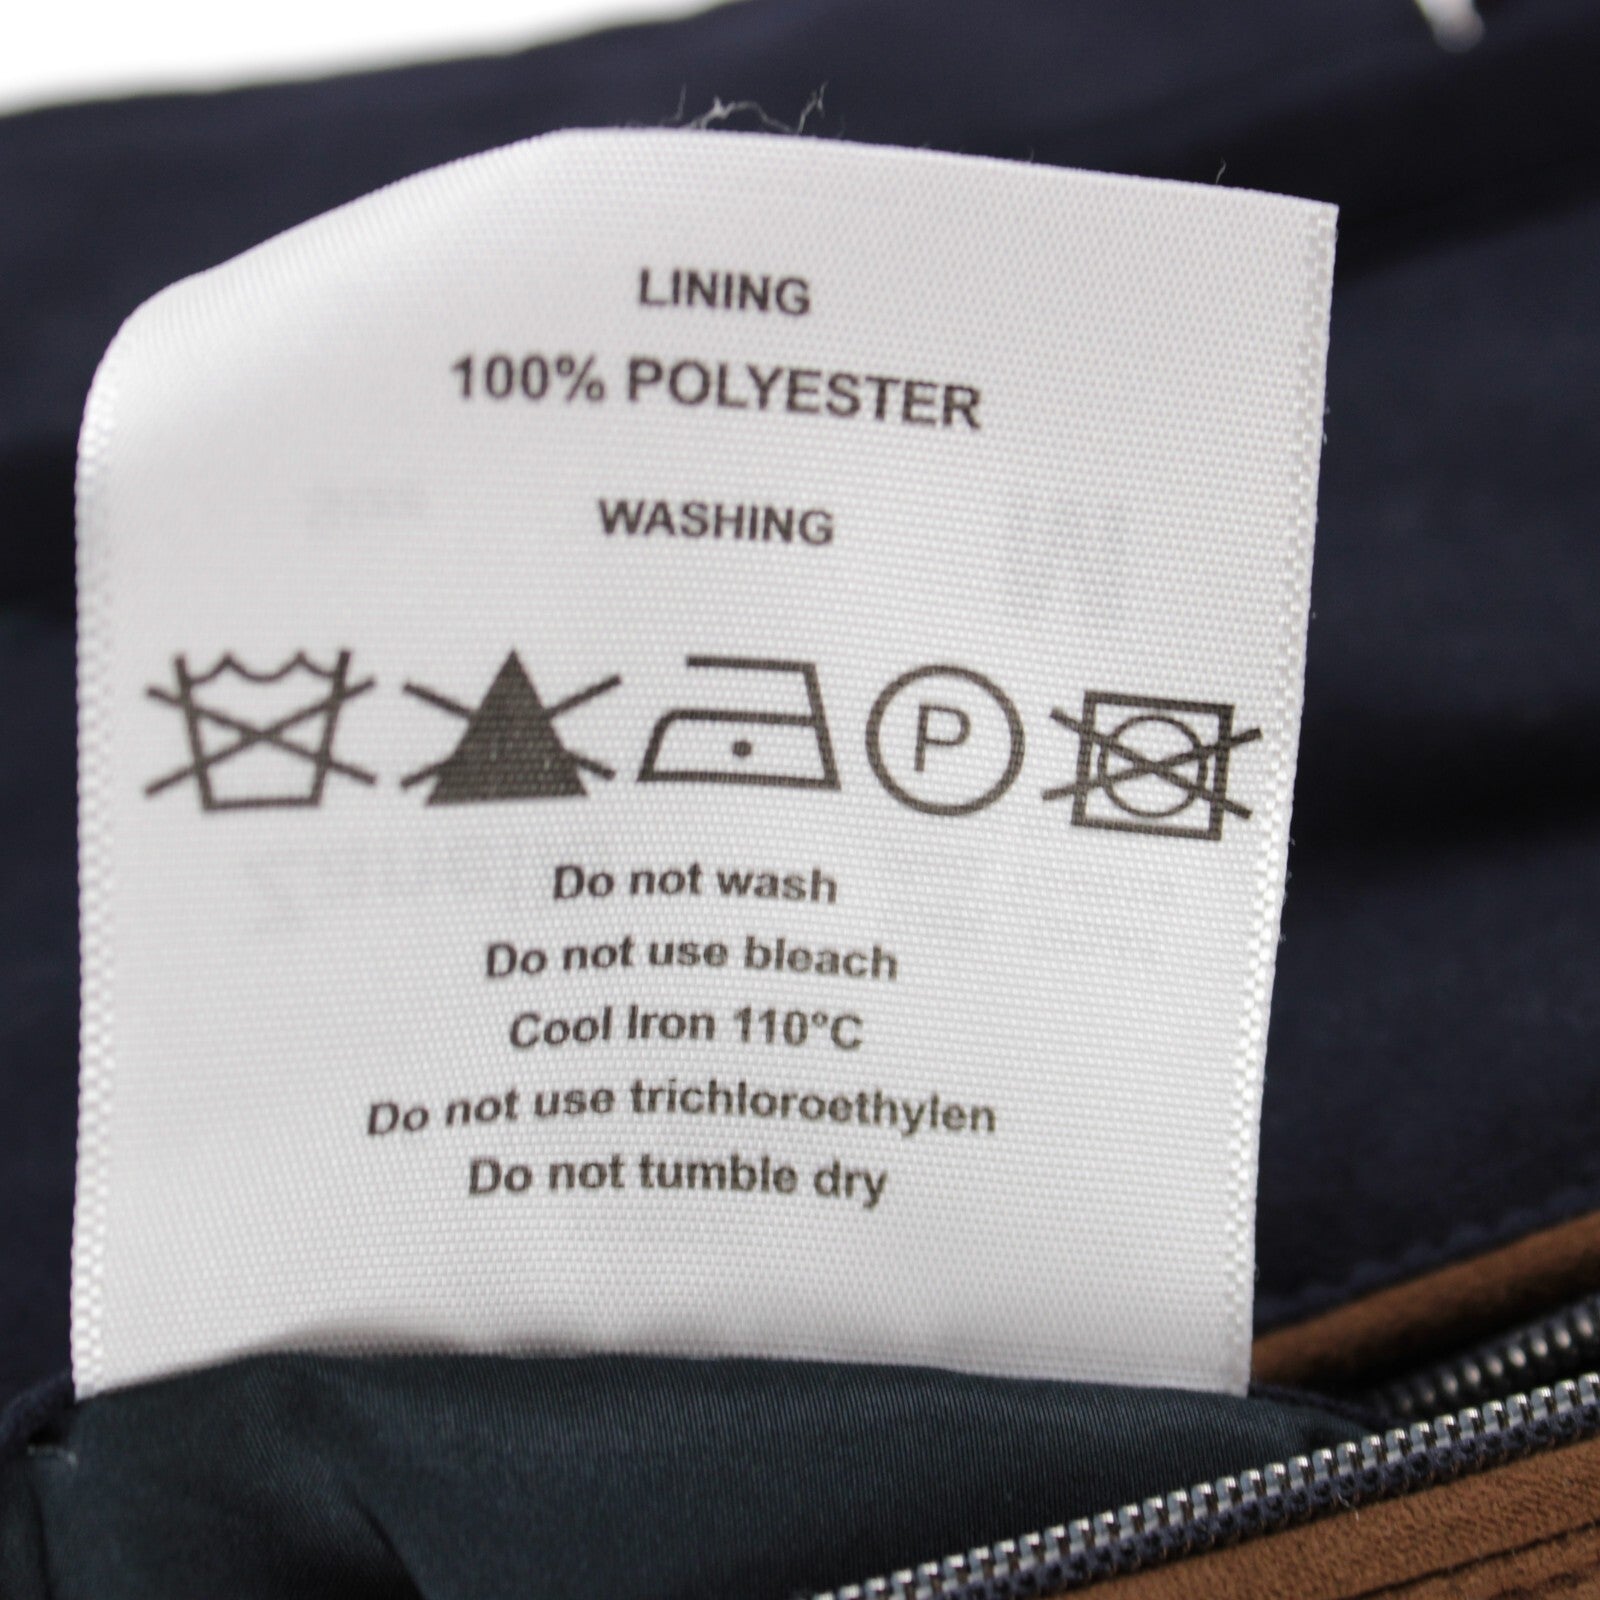 LINING
100% POLYESTER
WASHING
P
Do not wash
Do not use bleach
Cool Iron 110°C
Do not use trichloroethylen
Do not tumble dry